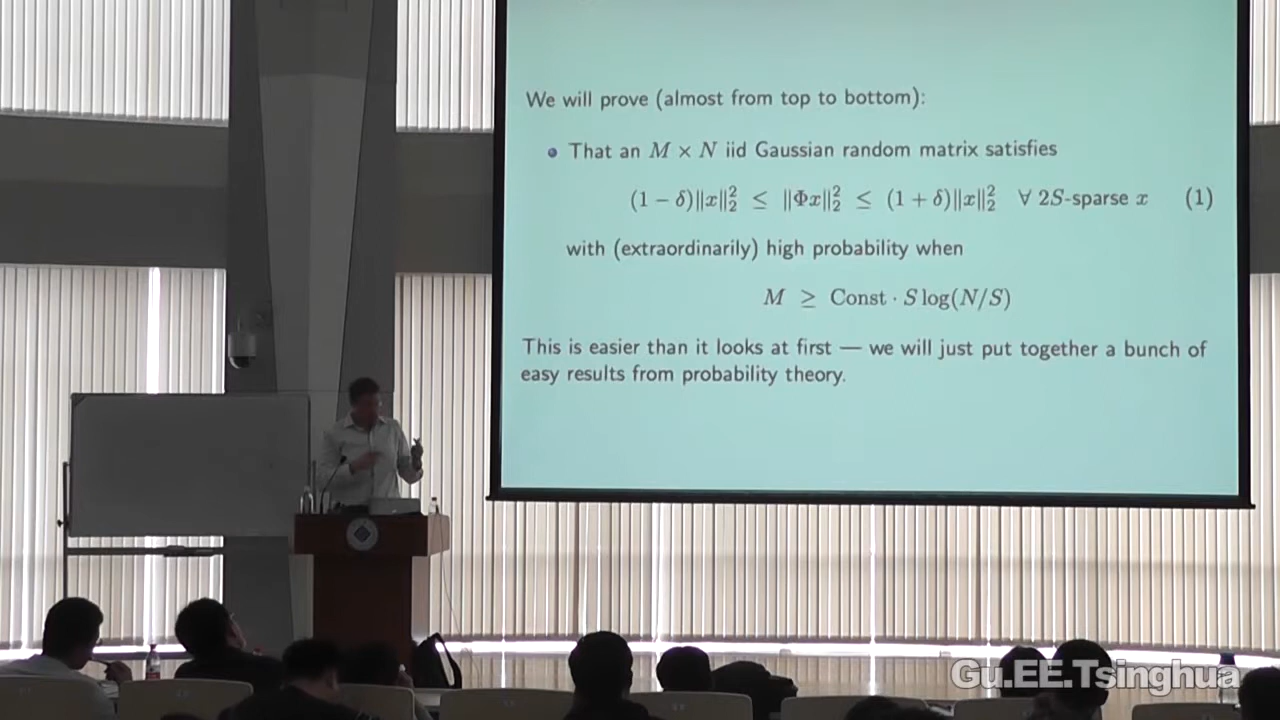 We will prove (almost from top to bottom):
That an M × N iid Gaussian random matrix satisfies
(1 − δ)‖x‖₂² ≤ ‖Φx‖₂² ≤ (1 + δ)‖x‖₂² ∀ 2S-sparse x (1)
with (extraordinarily) high probability when
M ≥ Const · S log(N/S)
This is easier than it looks at first — we will just put together a bunch of
easy results from probability theory.
Gu.EE.Tsinghua